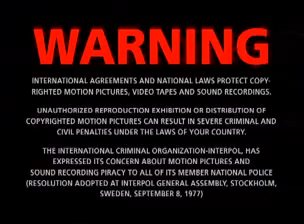 WARNING
INTERNATIONAL AGREEMENTS AND NATIONAL LAWS PROTECT COPY-
RIGHTED MOTION PICTURES, VIDEO TAPES AND SOUND RECORDINGS.
UNAUTHORIZED REPRODUCTION EXHIBITION OR DISTRIBUTION OF
COPYRIGHTED MOTION PICTURES CAN RESULT IN SEVERE CRIMINAL AND
CIVIL PENALTIES UNDER THE LAWS OF YOUR COUNTRY.
THE INTERNATIONAL CRIMINAL ORGANIZATION-INTERPOL, HAS
EXPRESSED ITS CONCERN ABOUT MOTION PICTURES AND
SOUND RECORDING PIRACY TO ALL OF ITS MEMBER NATIONAL POLICE
(RESOLUTION ADOPTED AT INTERPOL GENERAL ASSEMBLY, STOCKHOLM,
SWEDEN, SEPTEMBER 8, 1977)